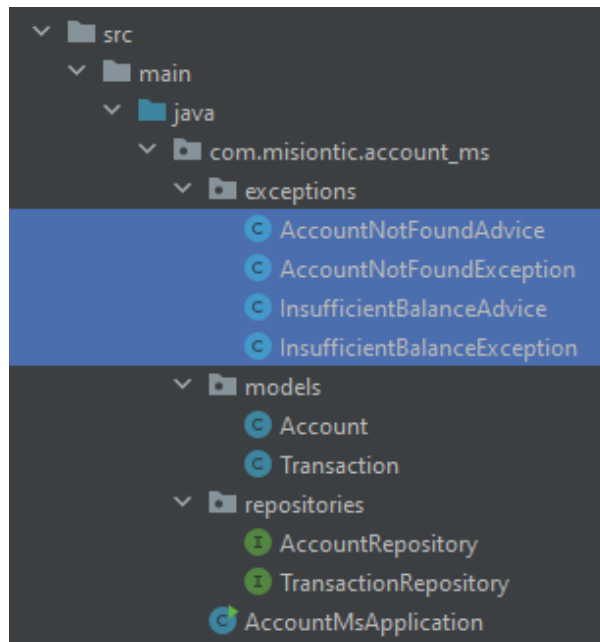 src
main
java
com.misiontic.account_ms
exceptions
C AccountNotFoundAdvice
C AccountNotFoundException
C InsufficientBalanceAdvice
C InsufficientBalanceException
models
C Account
C Transaction
repositories
I AccountRepository
I TransactionRepository
C AccountMsApplication